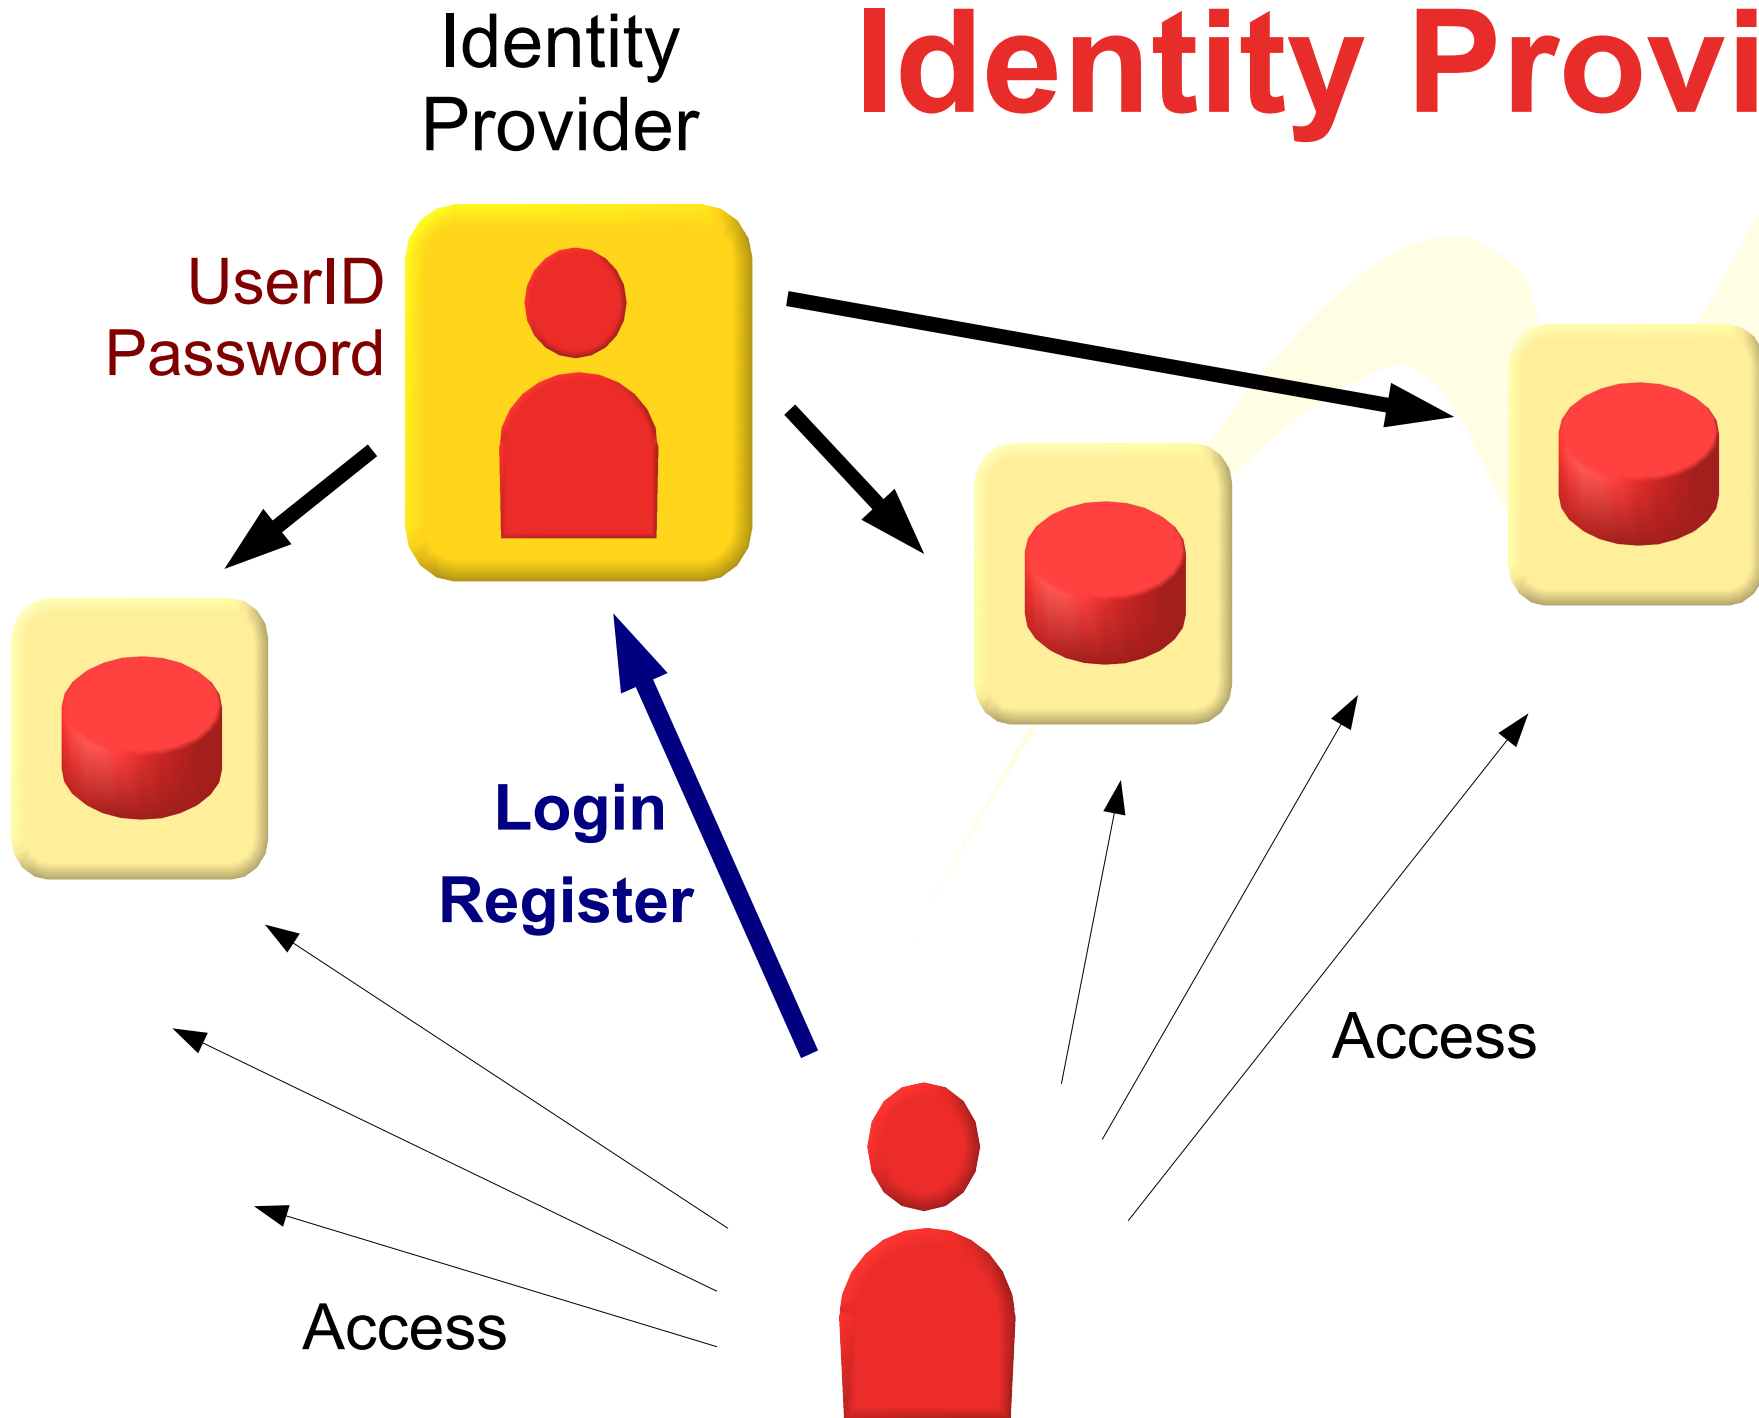 Identity
Provider
Identity Provi
UserID
Password
Login
Register
Access
Access